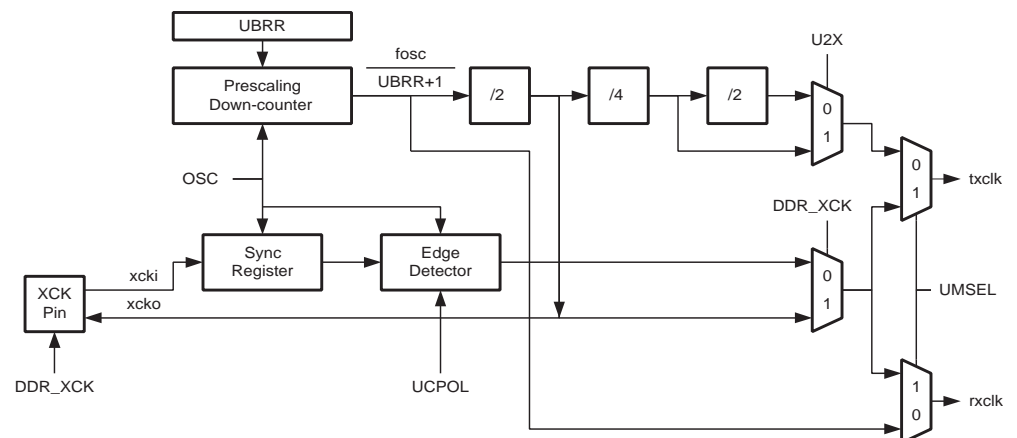 UBRR
fosc
U2X
Prescaling
Down-counter
UBRR+1
/2
/4
/2
0
1
OSC
0
1
txclk
DDR_XCK
Sync
Register
Edge
Detector
xcki
0
1
XCK
Pin
xcko
UMSEL
DDR_XCK
UCPOL
1
0
rxclk